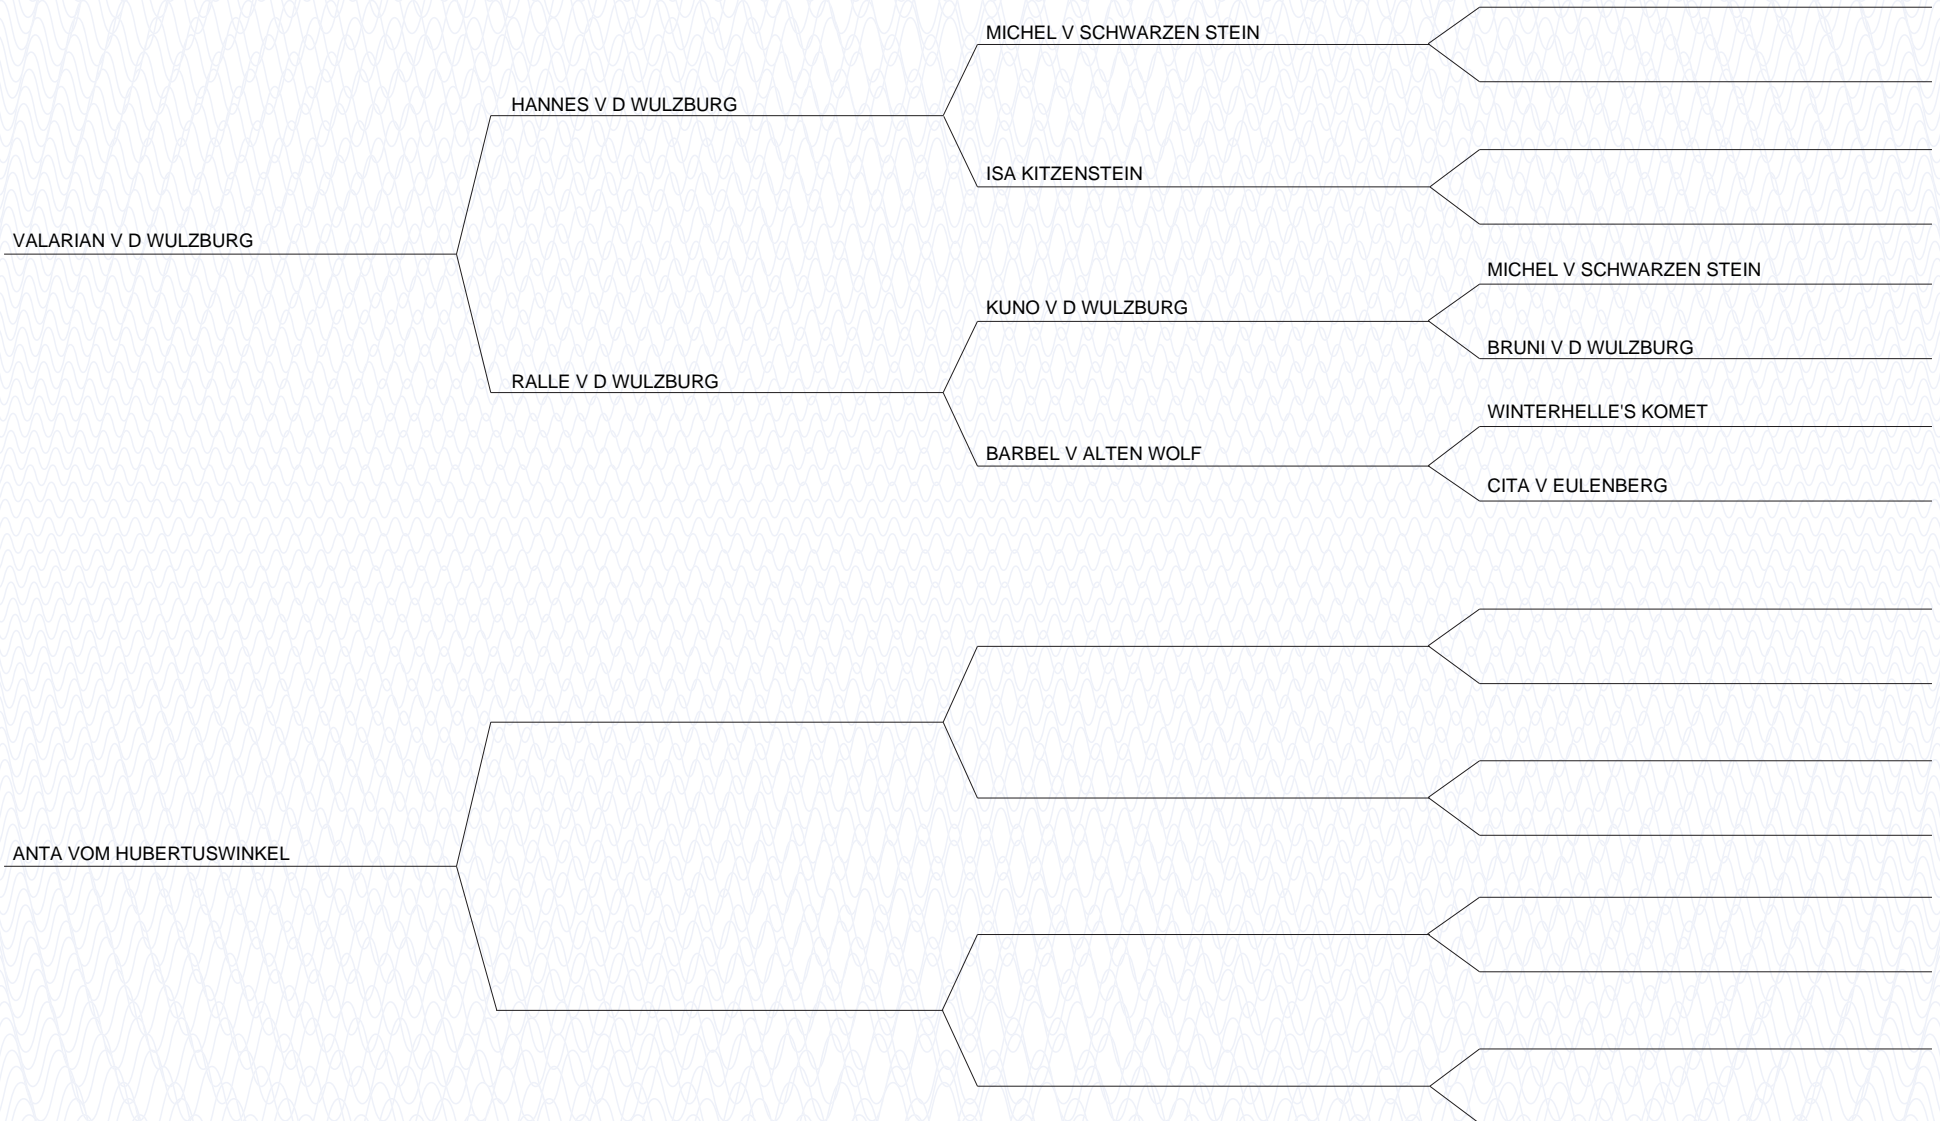 MICHEL V SCHWARZEN STEIN
HANNES V D WULZBURG
ISA KITZENSTEIN
VALARIAN V D WULZBURG
MICHEL V SCHWARZEN STEIN
KUNO V D WULZBURG
BRUNI V D WULZBURG
RALLE V D WULZBURG
WINTERHELLE'S KOMET
BARBEL V ALTEN WOLF
CITA V EULENBERG
ANTA VOM HUBERTUSWINKEL